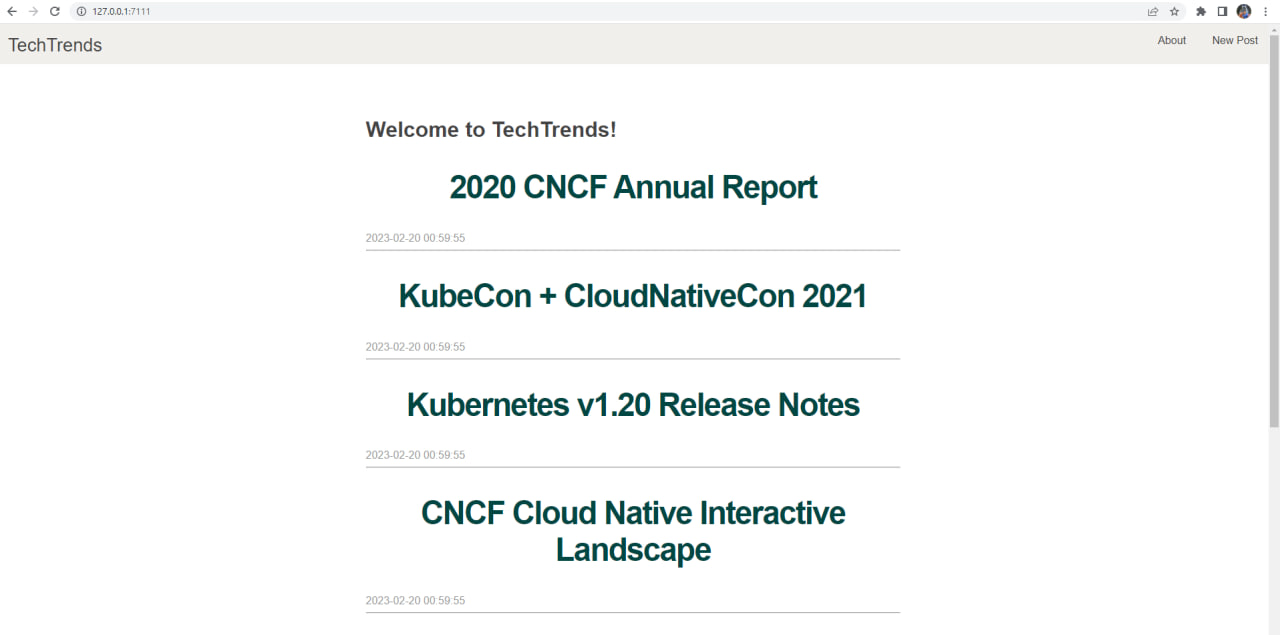 127.0.0.1:7111
TechTrends
About
New Post
Welcome to TechTrends!
2020 CNCF Annual Report
2023-02-20 00:59:55
KubeCon + CloudNativeCon 2021
2023-02-20 00:59:55
Kubernetes v1.20 Release Notes
2023-02-20 00:59:55
CNCF Cloud Native Interactive
Landscape
2023-02-20 00:59:55